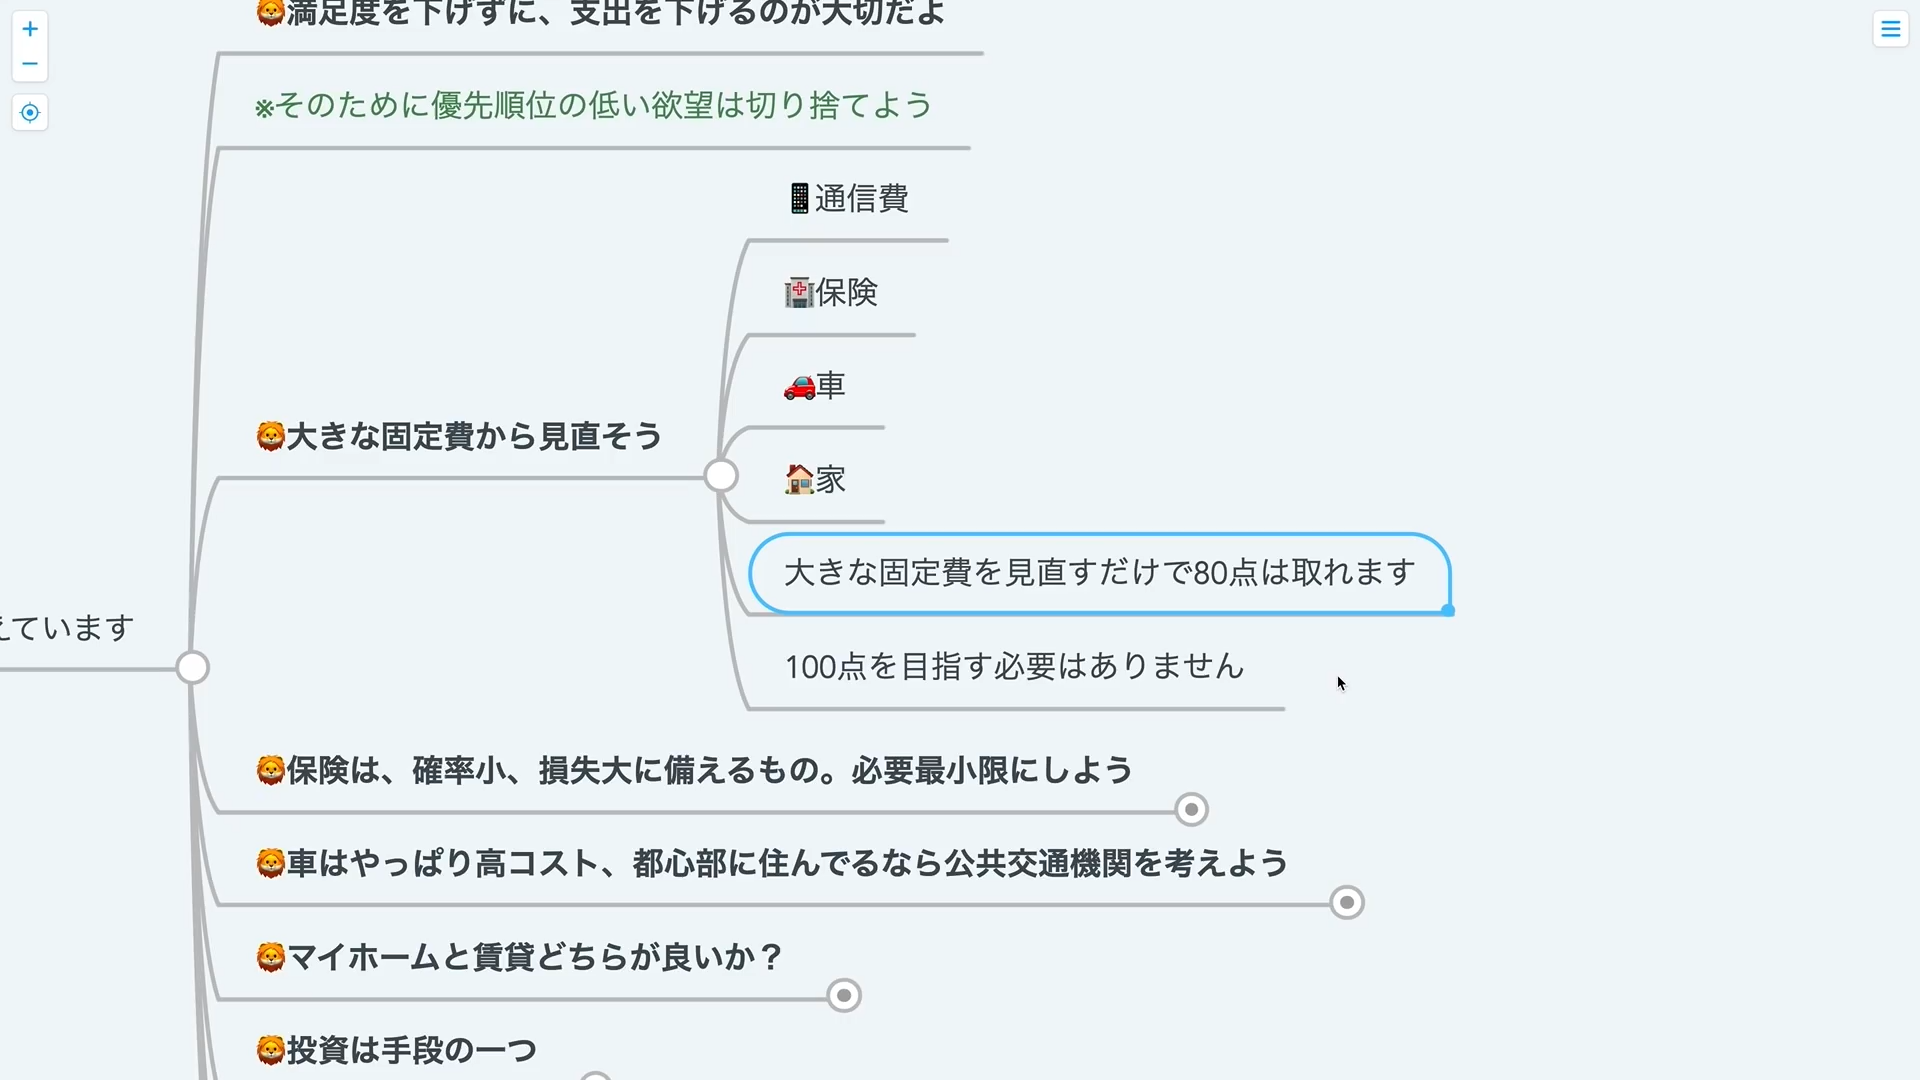 🦁満足度を下げずに、支出を下げるのが大切だよ
※そのために優先順位の低い欲望は切り捨てよう
📱通信費
🏥保険
🚗車
🦁大きな固定費から見直そう
🏠家
大きな固定費を見直すだけで80点は取れます
えています
100点を目指す必要はありません
🦁保険は、確率小、損失大に備えるもの。必要最小限にしよう
🦁車はやっぱり高コスト、都心部に住んでるなら公共交通機関を考えよう
🦁マイホームと賃貸どちらが良いか？
🦁投資は手段の一つ